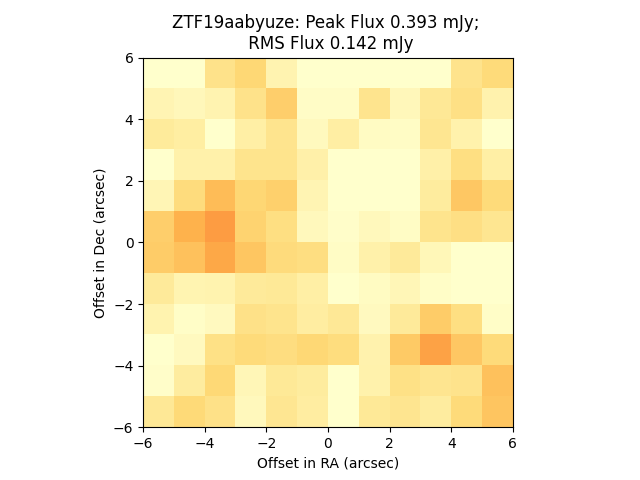 ZTF19aabyuze: Peak Flux 0.393 mJy;
RMS Flux 0.142 mJy
6
4
2
0
−2
−4
−6
Offset in Dec (arcsec)
−6 −4 −2 0 2 4 6
Offset in RA (arcsec)